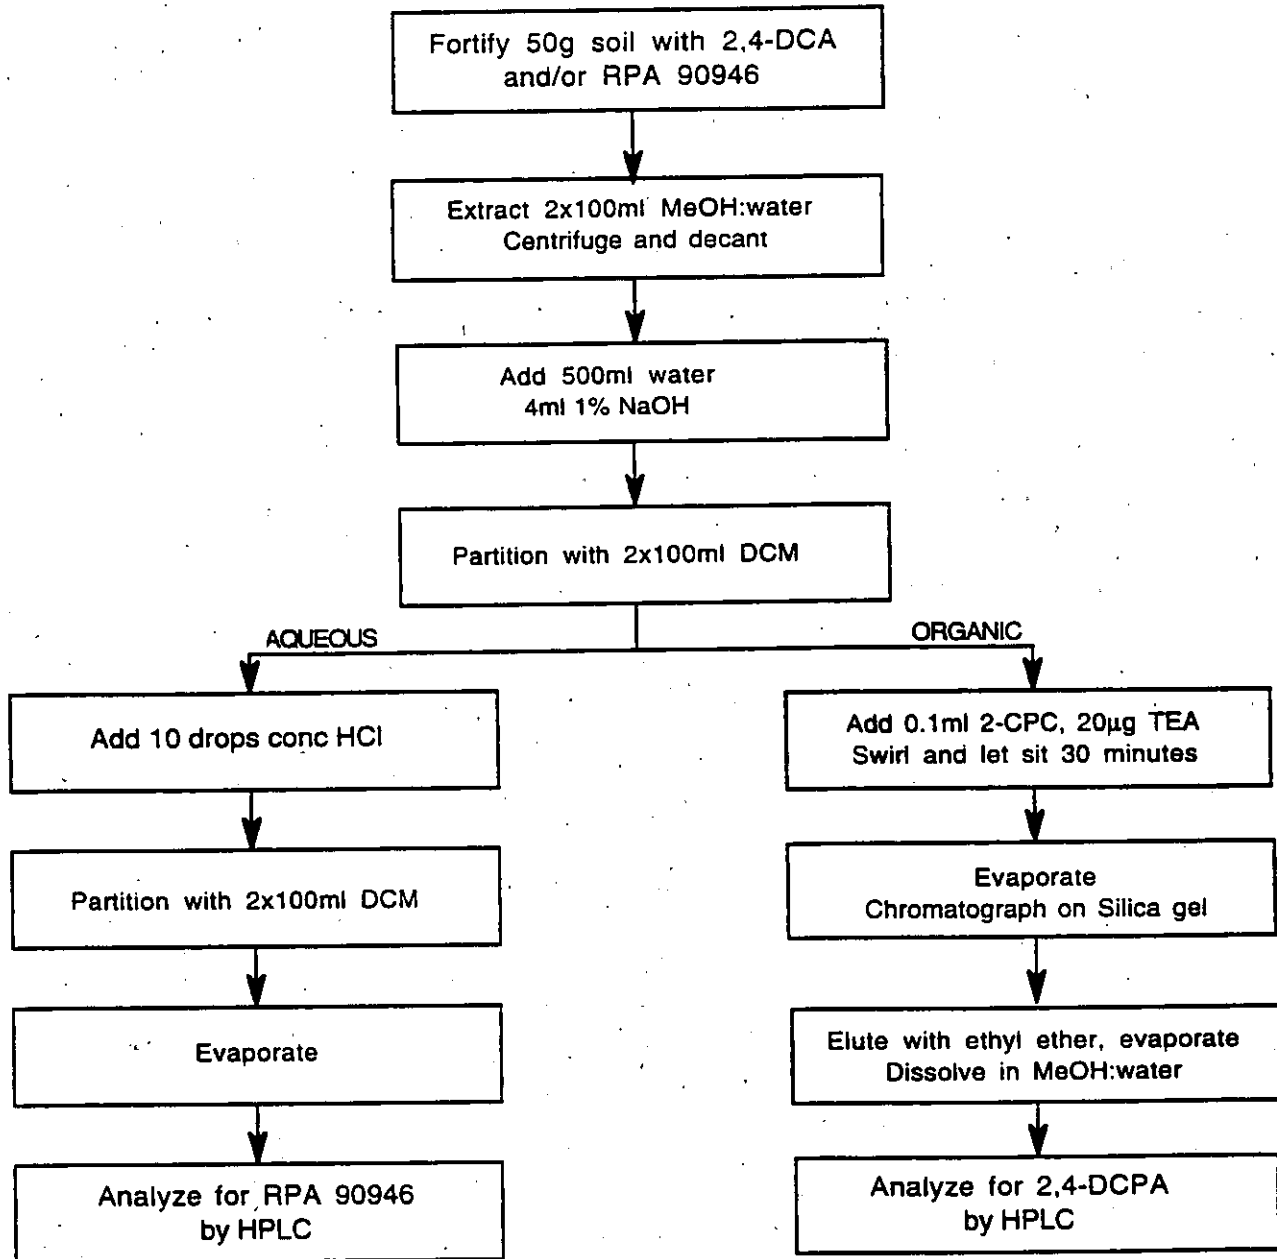 Fortify 50g soil with 2,4-DCA
and/or RPA 90946
Extract 2x100ml MeOH:water
Centrifuge and decant
Add 500ml water
4ml 1% NaOH
Partition with 2x100ml DCM
AQUEOUS
ORGANIC
Add 10 drops conc HCl
Partition with 2x100ml DCM
Evaporate
Analyze for RPA 90946
by HPLC
Add 0.1ml 2-CPC, 20µg TEA
Swirl and let sit 30 minutes
Evaporate
Chromatograph on Silica gel
Elute with ethyl ether, evaporate
Dissolve in MeOH:water
Analyze for 2,4-DCPA
by HPLC